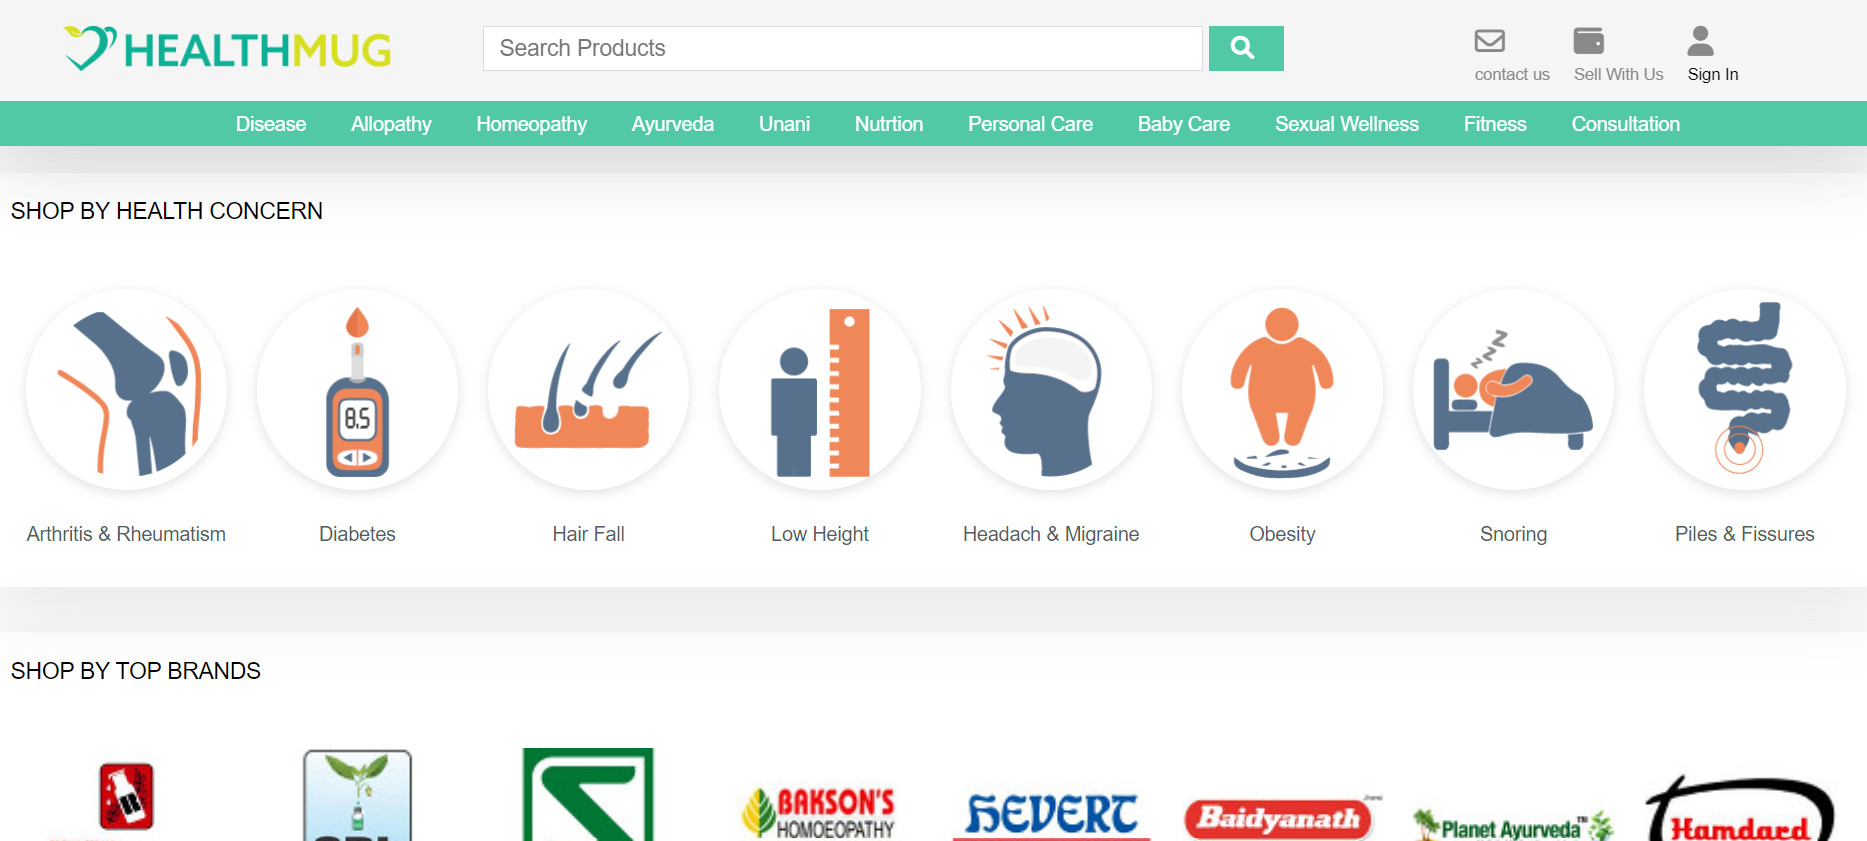 HEALTHMUG
Search Products
contact us Sell With Us Sign In
Disease Allopathy Homeopathy Ayurveda Unani Nutrtion Personal Care Baby Care Sexual Wellness Fitness Consultation
SHOP BY HEALTH CONCERN
8.5
zzz
Arthritis & Rheumatism Diabetes Hair Fall Low Height Headach & Migraine Obesity Snoring Piles & Fissures
SHOP BY TOP BRANDS
BAKSON'S
HOMOEOPATHY
HEVERT
Baidyanath
Planet Ayurveda™
Hamdard